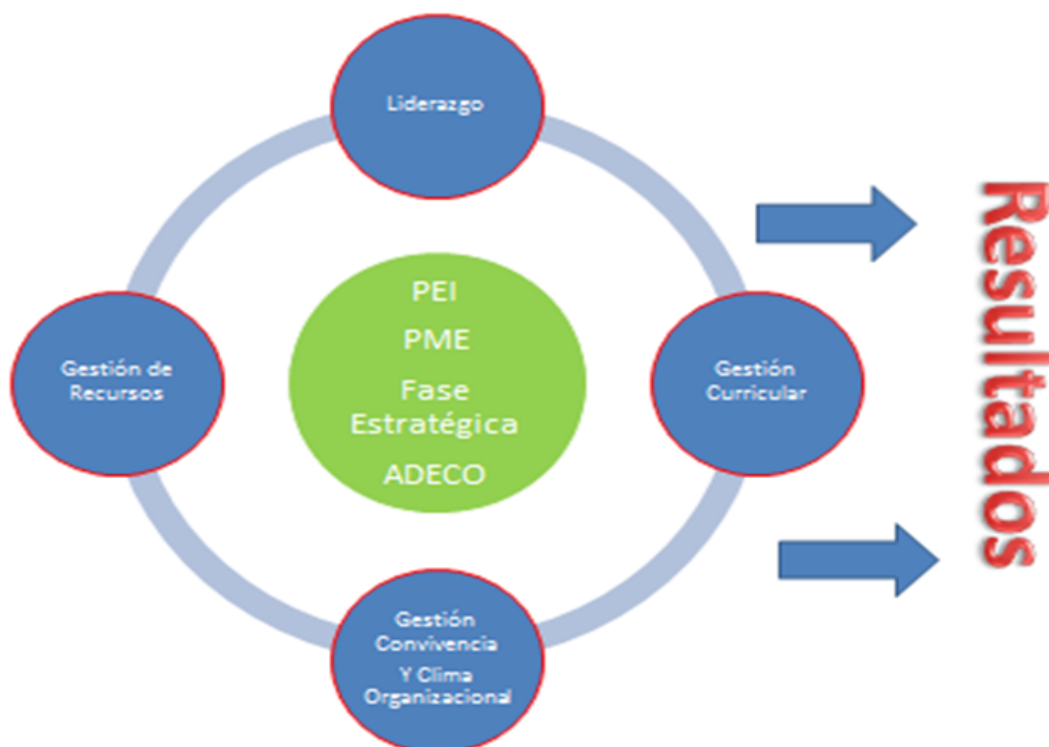 Liderazgo
PEI
PME
Fase
Estratégica
ADECO
Gestión de
Recursos
Gestión
Curricular
Gestión
Convivencia
Y Clima
Organizacional
Resultados